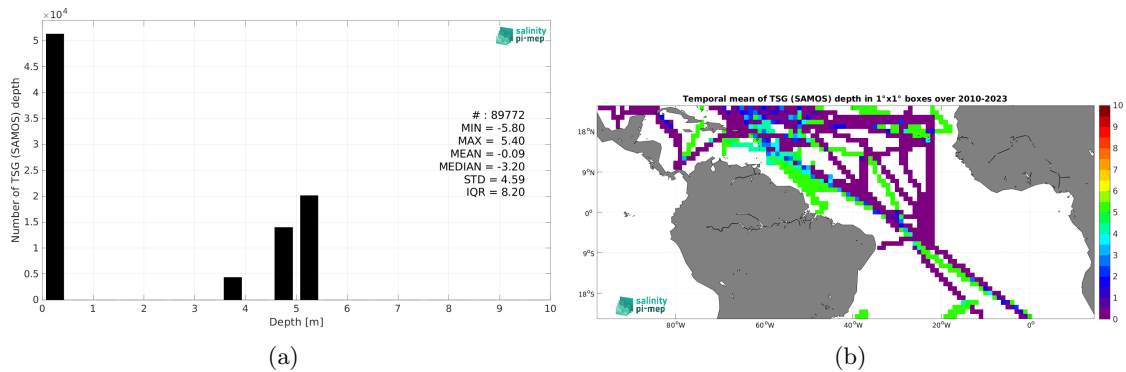 ×10⁴
5
4.5
4
3.5
3
2.5
2
1.5
1
0.5
0
Number of TSG (SAMOS) depth
salinity
pi-mep
# : 89772
MIN = -5.80
MAX = 5.40
MEAN = -0.09
MEDIAN = -3.20
STD = 4.59
IQR = 8.20
0 1 2 3 4 5 6 7 8 9 10
Depth [m]
(a)
Temporal mean of TSG (SAMOS) depth in 1°x1° boxes over 2010-2023
18°N
9°N
0°
9°S
18°S
80°W 60°W 40°W 20°W 0°
salinity
pi-mep
10
9
8
7
6
5
4
3
2
1
0
(b)